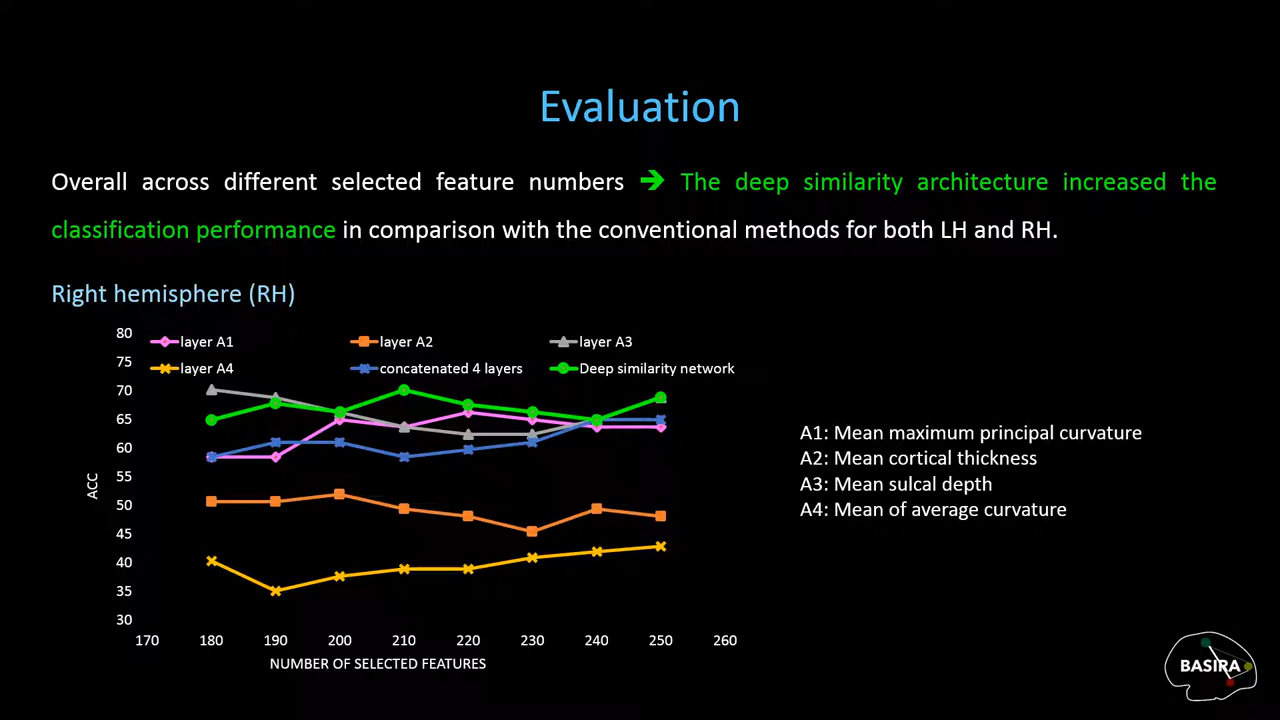 Evaluation
Overall across different selected feature numbers ➔ The deep similarity architecture increased the
classification performance in comparison with the conventional methods for both LH and RH.
Right hemisphere (RH)
layer A1 layer A2 layer A3
layer A4 concatenated 4 layers Deep similarity network
80
75
70
65
60
55
50
45
40
35
30
ACC
170 180 190 200 210 220 230 240 250 260
NUMBER OF SELECTED FEATURES
A1: Mean maximum principal curvature
A2: Mean cortical thickness
A3: Mean sulcal depth
A4: Mean of average curvature
BASIRA